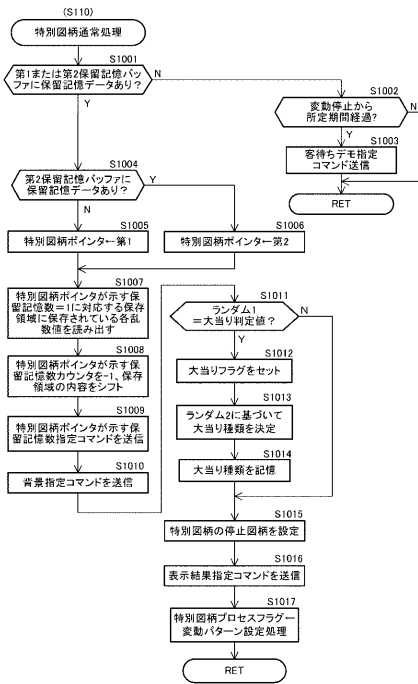 (S110)
特別図柄通常処理
S1001
第1または第2保留記憶バッ
ファに保留記憶データあり?
N
Y
S1002
変動停止から
所定期間経過?
N
Y
S1003
客待ちデモ指定
コマンド送信
RET
S1004
第2保留記憶バッファに
保留記憶データあり?
Y
N
S1005
特別図柄ポインタ←第1
S1006
特別図柄ポインタ←第2
S1007
特別図柄ポインタが示す保
留記憶数=1に対応する保存
領域に保存されている各乱
数値を読み出す
S1008
特別図柄ポインタが示す保
留記憶数カウンタを-1、保存
領域の内容をシフト
S1009
特別図柄ポインタが示す保
留記憶数指定コマンドを送信
S1010
背景指定コマンドを送信
S1011
ランダム1
=大当り判定値?
N
Y
S1012
大当りフラグをセット
S1013
ランダム2に基づいて
大当り種類を決定
S1014
大当り種類を記憶
S1015
特別図柄の停止図柄を設定
S1016
表示結果指定コマンドを送信
S1017
特別図柄プロセスフラグ←
変動パターン設定処理
RET